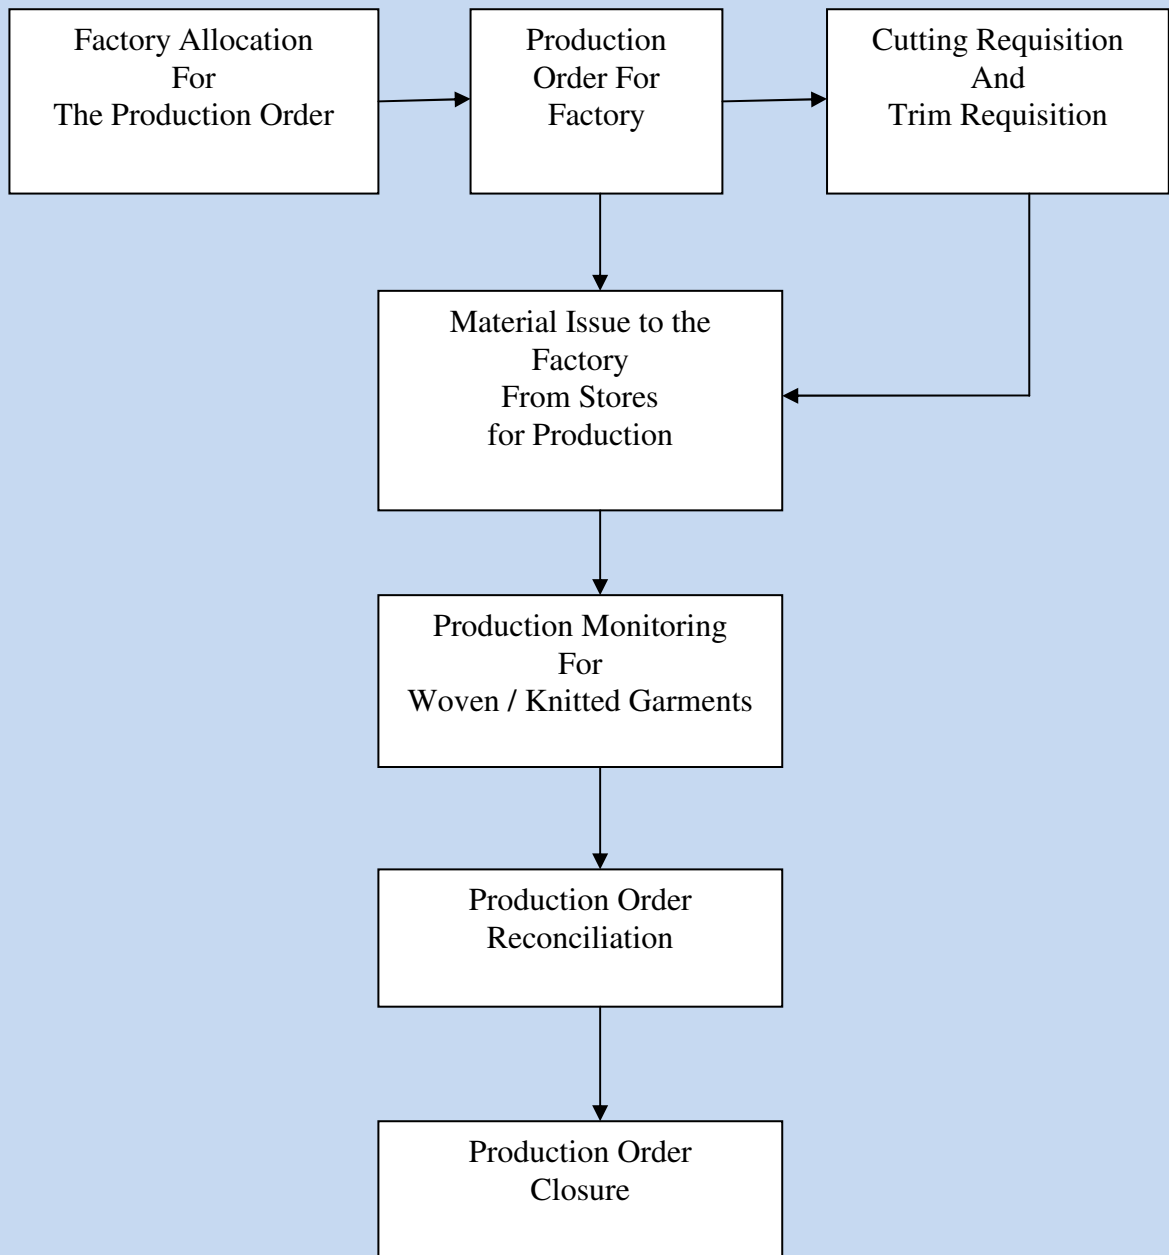 Factory Allocation
For
The Production Order
Production
Order For
Factory
Cutting Requisition
And
Trim Requisition
Material Issue to the
Factory
From Stores
for Production
Production Monitoring
For
Woven / Knitted Garments
Production Order
Reconciliation
Production Order
Closure